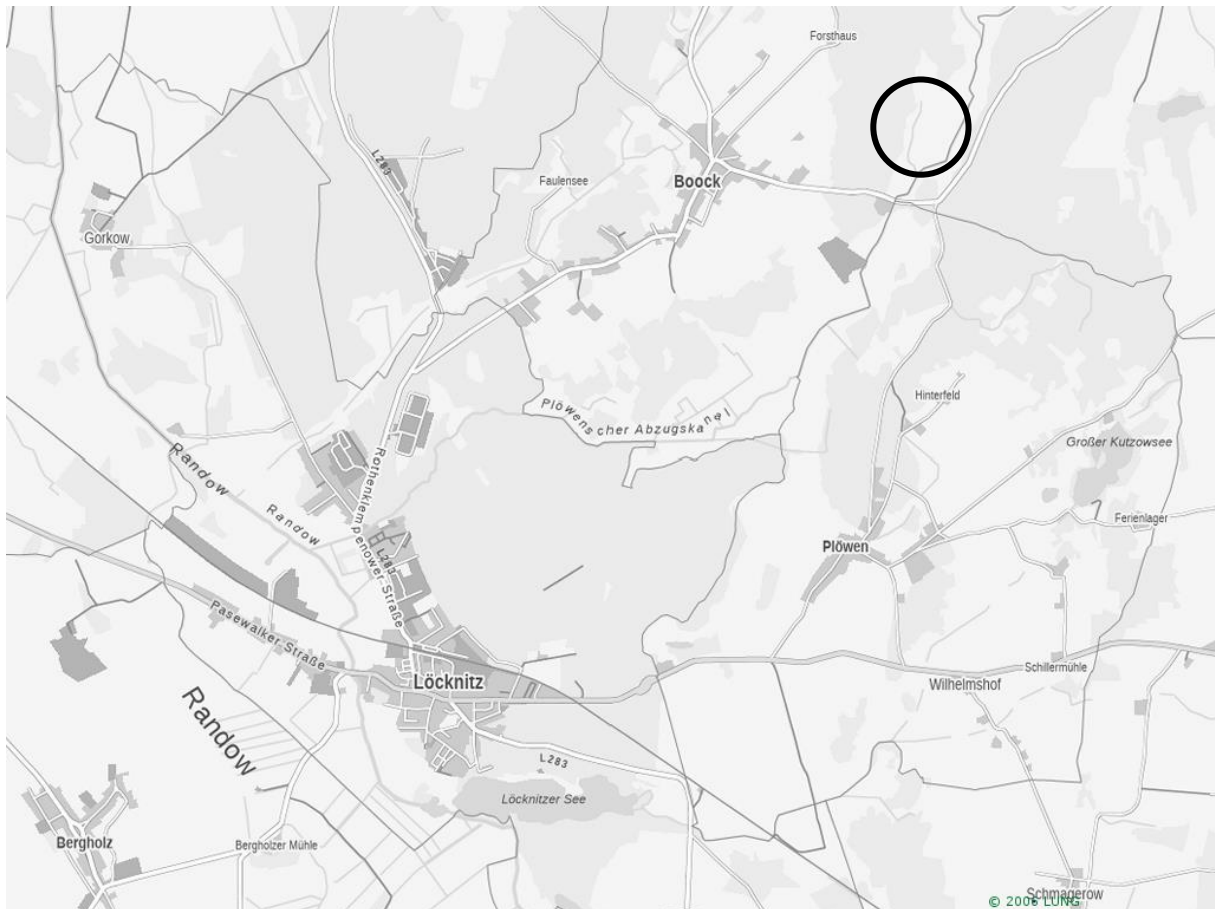 Forsthaus
L283
Boock
Faulensee
Gorkow
Hinterfeld
Plöwenscher Abzugskanal
Großer Kutzowsee
Randow
Randow
Rothenklempenower-Straße
Ferienlager
Plöwen
L283
Pasewalker-Straße
Schillermühle
Löcknitz
Wilhelmshof
Randow
L283
Löcknitzer See
Bergholz
Bergholzer Mühle
Schmagerow
© 2006 LUNG